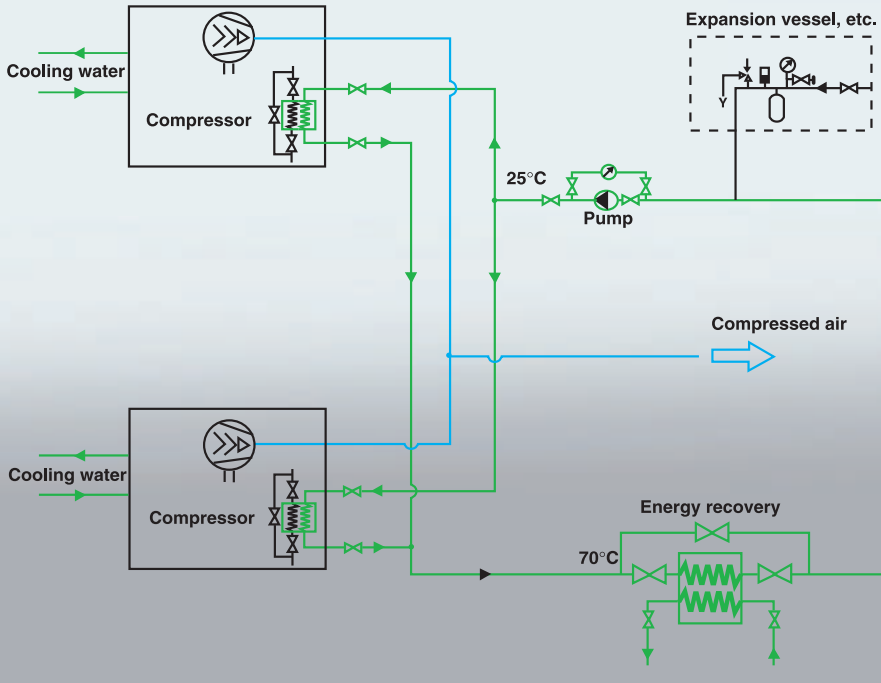 Expansion vessel, etc.
Cooling water
Compressor
Y
25°C
Pump
Compressed air
Cooling water
Compressor
Energy recovery
70°C